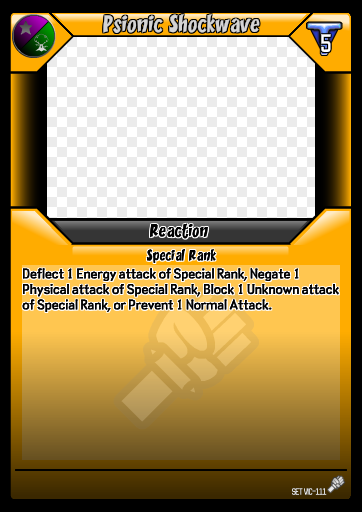 Psionic Shockwave
5
Reaction
Special Rank
Deflect 1 Energy attack of Special Rank, Negate 1
Physical attack of Special Rank, Block 1 Unknown attack
of Special Rank, or Prevent 1 Normal Attack.
SET VIC-111